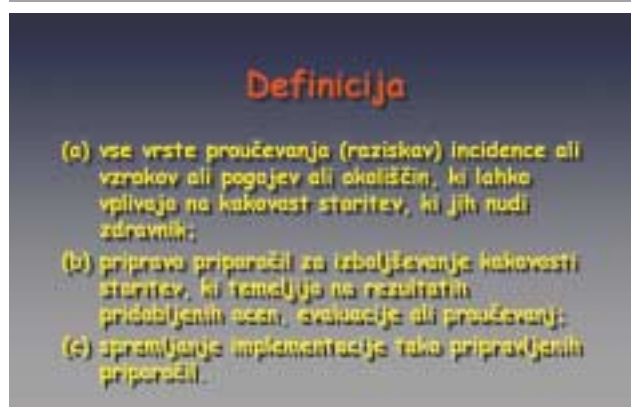 Definicija
(a) vse vrste proučevanja (raziskav) incidence ali
vzrokov ali pogojev ali okoliščin, ki lahko
vplivajo na kakovost storitev, ki jih nudi
zdravnik;
(b) priprava priporočil za izboljševanje kakovosti
storitev, ki temeljijo na rezultatih
pridobljenih ocen, evaluacije ali proučevanj;
(c) spremljanje implementacije tako pripravljenih
priporočil.